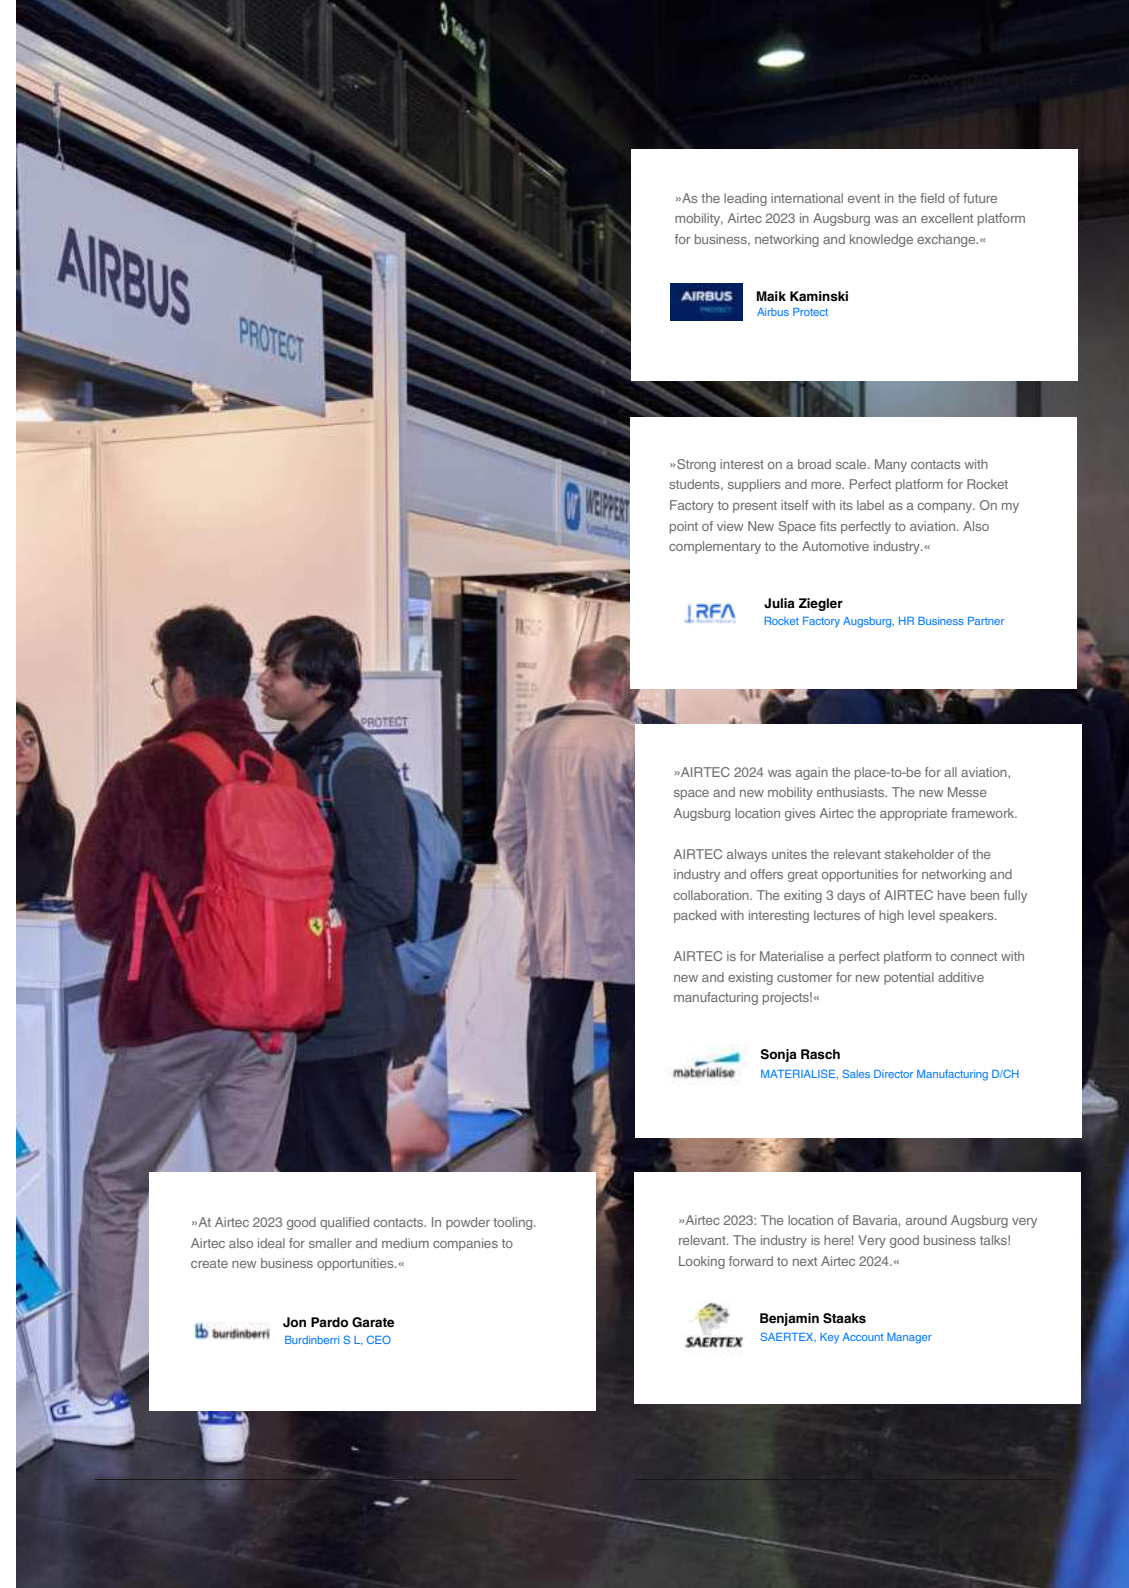 3 Tribüne 2
COMPANY PROFILE
AIRBUS
PROTECT
WEIPPERT
PROTECT
»As the leading international event in the field of future
mobility, Airtec 2023 in Augsburg was an excellent platform
for business, networking and knowledge exchange.«
AIRBUS
PROTECT
Maik Kaminski
Airbus Protect
»Strong interest on a broad scale. Many contacts with
students, suppliers and more. Perfect platform for Rocket
Factory to present itself with its label as a company. On my
point of view New Space fits perfectly to aviation. Also
complementary to the Automotive industry.«
RFA
Julia Ziegler
Rocket Factory Augsburg, HR Business Partner
»AIRTEC 2024 was again the place-to-be for all aviation,
space and new mobility enthusiasts. The new Messe
Augsburg location gives Airtec the appropriate framework.
AIRTEC always unites the relevant stakeholder of the
industry and offers great opportunities for networking and
collaboration. The exiting 3 days of AIRTEC have been fully
packed with interesting lectures of high level speakers.
AIRTEC is for Materialise a perfect platform to connect with
new and existing customer for new potential additive
manufacturing projects!«
materialise
Sonja Rasch
MATERIALISE, Sales Director Manufacturing D/CH
»At Airtec 2023 good qualified contacts. In powder tooling.
Airtec also ideal for smaller and medium companies to
create new business opportunities.«
burdinberri
Jon Pardo Garate
Burdinberri S L, CEO
»Airtec 2023: The location of Bavaria, around Augsburg very
relevant. The industry is here! Very good business talks!
Looking forward to next Airtec 2024.«
SAERTEX
Benjamin Staaks
SAERTEX, Key Account Manager